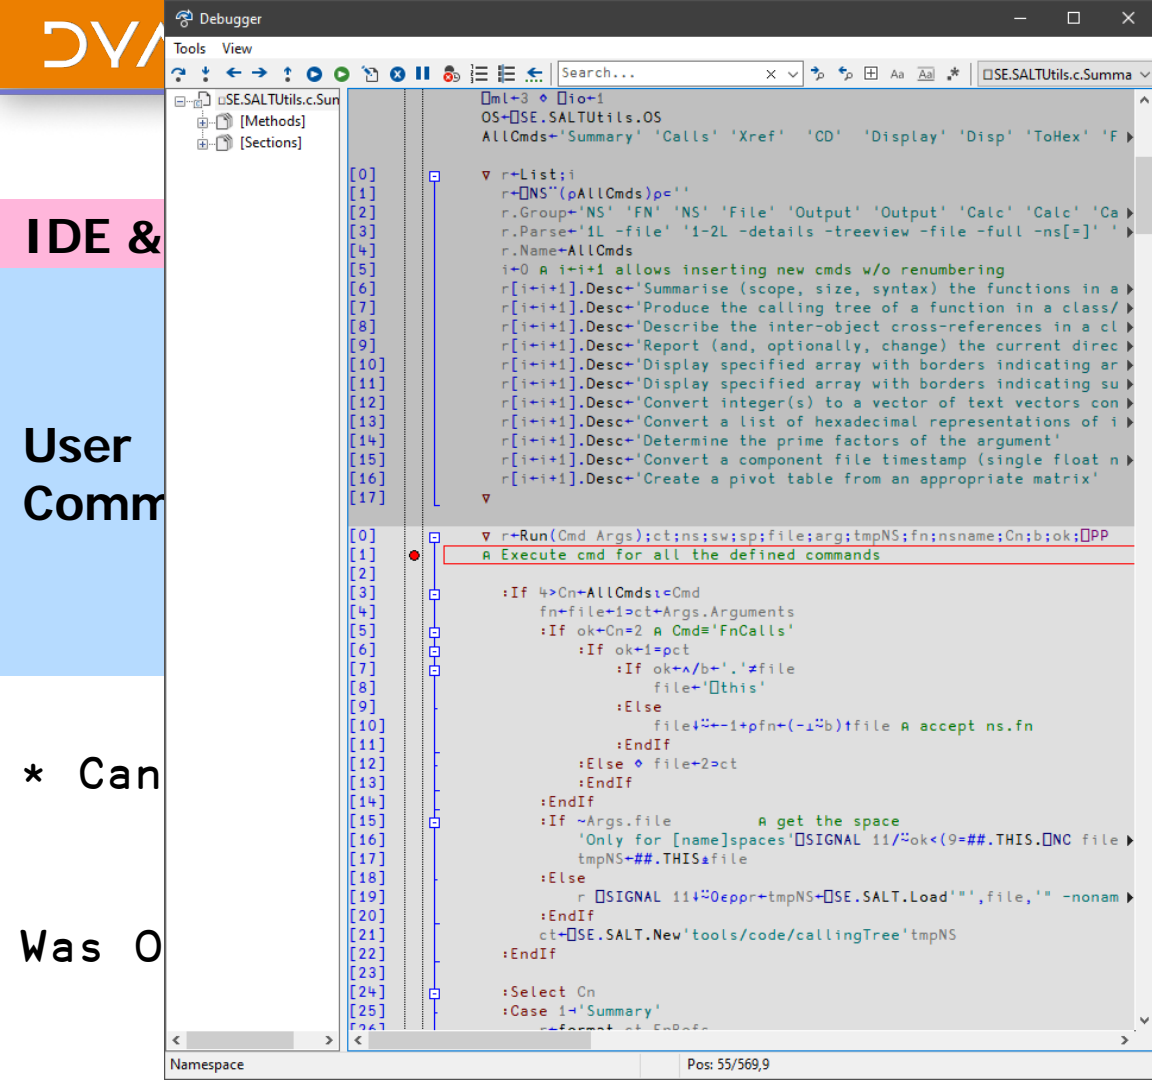 DYA
IDE &
User
Comm
* Can
Was O
Debugger
Tools View
Search...
Aa
Aa
.*
⎕SE.SALTUtils.c.Summa
⎕SE.SALTUtils.c.Sun
[Methods]
[Sections]
⎕ml←3 ⋄ ⎕io←1
OS←⎕SE.SALTUtils.OS
AllCmds←'Summary' 'Calls' 'Xref' 'CD' 'Display' 'Disp' 'ToHex' 'F
[0] ∇ r←List;i
[1] r←⎕NS¨(⍴AllCmds)⍴⊂''
[2] r.Group←'NS' 'FN' 'NS' 'File' 'Output' 'Output' 'Calc' 'Calc' 'Ca
[3] r.Parse←'1L -file' '1-2L -details -treeview -file -full -ns[=]' '
[4] r.Name←AllCmds
[5] i←0 ⍝ i←i+1 allows inserting new cmds w/o renumbering
[6] r[i←i+1].Desc←'Summarise (scope, size, syntax) the functions in a
[7] r[i←i+1].Desc←'Produce the calling tree of a function in a class/
[8] r[i←i+1].Desc←'Describe the inter-object cross-references in a cl
[9] r[i←i+1].Desc←'Report (and, optionally, change) the current direc
[10] r[i←i+1].Desc←'Display specified array with borders indicating ar
[11] r[i←i+1].Desc←'Display specified array with borders indicating su
[12] r[i←i+1].Desc←'Convert integer(s) to a vector of text vectors con
[13] r[i←i+1].Desc←'Convert a list of hexadecimal representations of i
[14] r[i←i+1].Desc←'Determine the prime factors of the argument'
[15] r[i←i+1].Desc←'Convert a component file timestamp (single float n
[16] r[i←i+1].Desc←'Create a pivot table from an appropriate matrix'
[17] ∇
[0] ∇ r←Run(Cmd Args);ct;ns;sw;sp;file;arg;tmpNS;fn;nsname;Cn;b;ok;⎕PP
[1] ⍝ Execute cmd for all the defined commands
[2]
[3] :If 4>Cn←AllCmds⍳⊂Cmd
[4] fn←file←1⊃ct←Args.Arguments
[5] :If ok←Cn=2 ⍝ Cmd≡'FnCalls'
[6] :If ok←1=⍴ct
[7] :If ok←∧/b←'.'≠file
[8] file←'⎕this'
[9] :Else
[10] file↓⍨←-1+⍴fn←(-⊥⍨b)↑file ⍝ accept ns.fn
[11] :EndIf
[12] :Else ⋄ file←2⊃ct
[13] :EndIf
[14] :EndIf
[15] :If ~Args.file ⍝ get the space
[16] 'Only for [name]spaces'⎕SIGNAL 11/⍨ok<(9=##.THIS.⎕NC file
[17] tmpNS←##.THIS⍎file
[18] :Else
[19] r ⎕SIGNAL 11↓⍨0∊⍴⍴r←tmpNS←⎕SE.SALT.Load'"',file,'" -nonam
[20] :EndIf
[21] ct←⎕SE.SALT.New'tools/code/callingTree'tmpNS
[22] :EndIf
[23]
[24] :Select Cn
[25] :Case 1⊣'Summary'
[26] r←format ct.FnRefs
Namespace
Pos: 55/569,9